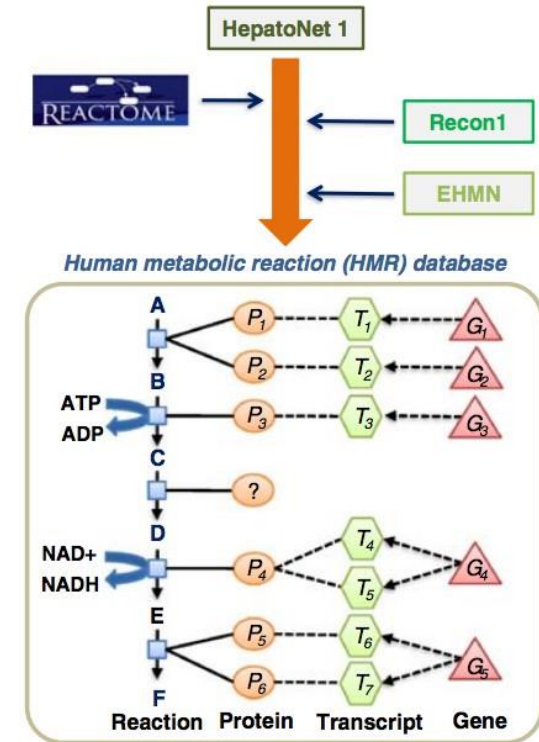 HepatoNet 1
REACTOME
Recon1
EHMN
Human metabolic reaction (HMR) database
A
P1 T1 G1
P2 T2 G2
B
ATP
P3 T3 G3
ADP
C
?
D
T4
NAD+
P4 G4
NADH
T5
E
P5 T6
G5
P6 T7
F
Reaction Protein Transcript Gene